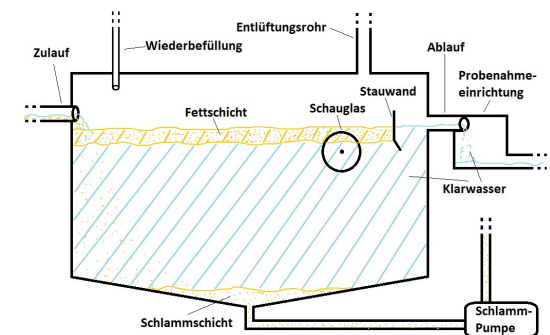 Entlüftungsrohr
Zulauf
Wiederbefüllung
Ablauf
Probenahme-
einrichtung
Stauwand
Fettschicht
Schauglas
Klarwasser
Schlammschicht
Schlamm-
Pumpe